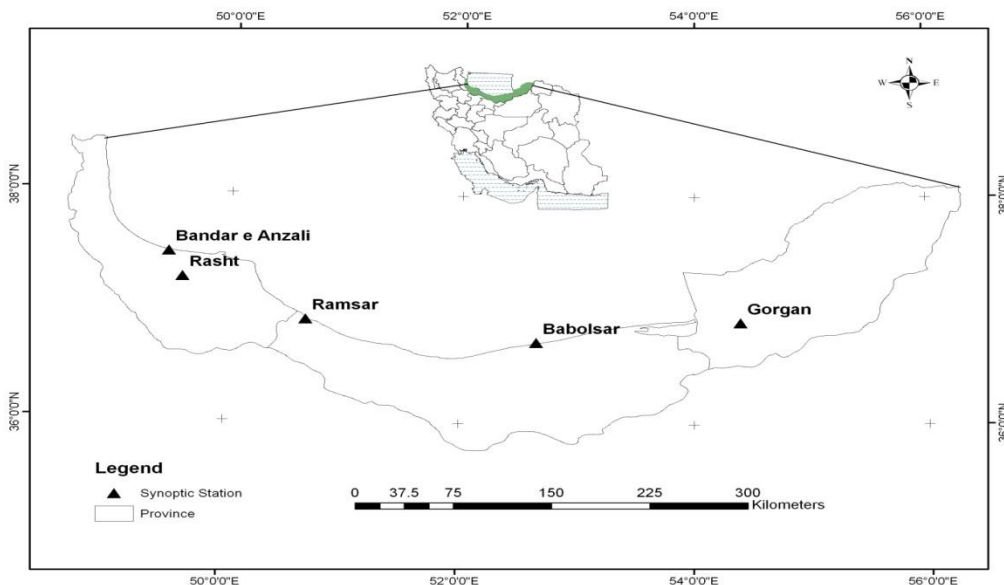 50°0'0"E 52°0'0"E 54°0'0"E 56°0'0"E
N
W E
S
38°0'0"N 38°0'0"N
Bandar e Anzali
Rasht
Ramsar
Babolsar
Gorgan
36°0'0"N 36°0'0"N
Legend
Synoptic Station
Province
0 37.5 75 150 225 300
Kilometers
50°0'0"E 52°0'0"E 54°0'0"E 56°0'0"E